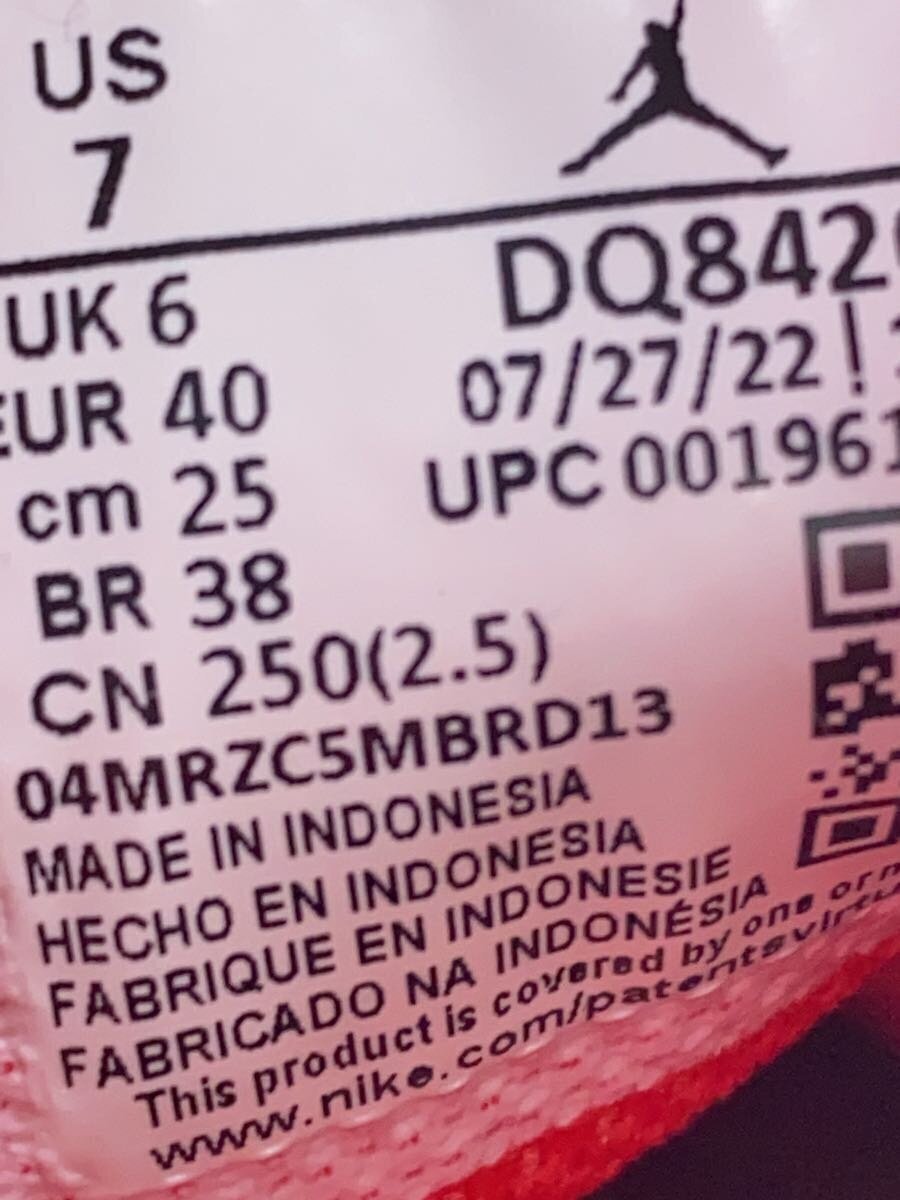 US
7
UK 6
EUR 40
cm 25
BR 38
CN 250(2.5)
DQ842
07/27/22
UPC 001961
04MRZC5MBRD13
MADE IN INDONESIA
HECHO EN INDONESIA
FABRIQUE EN INDONESIE
FABRICADO NA INDONÉSIA
This product is covered by one or
www.nike.com/patents